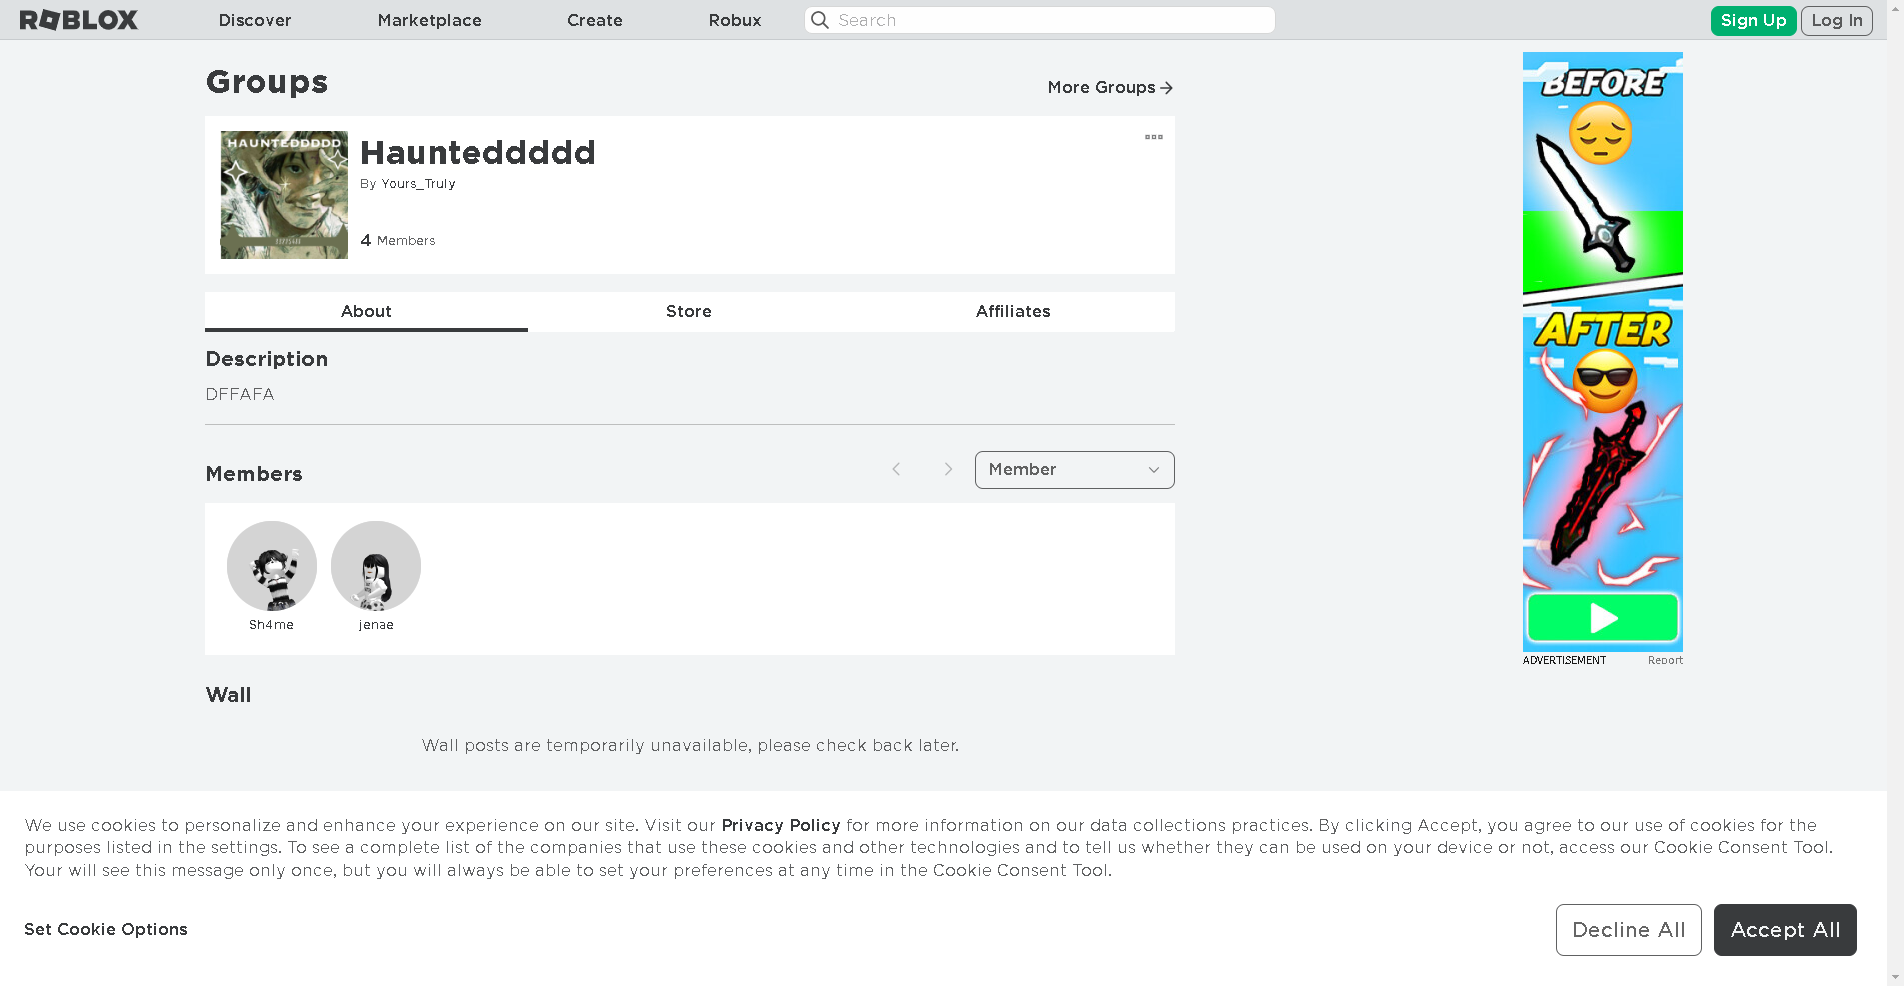 ROBLOX
Discover
Marketplace
Create
Robux
Search
Sign Up
Log In
Groups
More Groups
HAUNTEDDDDD
Haunteddddd
By Yours_Truly
4 Members
About
Store
Affiliates
Description
DFFAFA
Members
Member
Sh4me
jenae
Wall
Wall posts are temporarily unavailable, please check back later.
BEFORE
AFTER
ADVERTISEMENT
Report
We use cookies to personalize and enhance your experience on our site. Visit our Privacy Policy for more information on our data collections practices. By clicking Accept, you agree to our use of cookies for the
purposes listed in the settings. To see a complete list of the companies that use these cookies and other technologies and to tell us whether they can be used on your device or not, access our Cookie Consent Tool.
Your will see this message only once, but you will always be able to set your preferences at any time in the Cookie Consent Tool.
Set Cookie Options
Decline All
Accept All